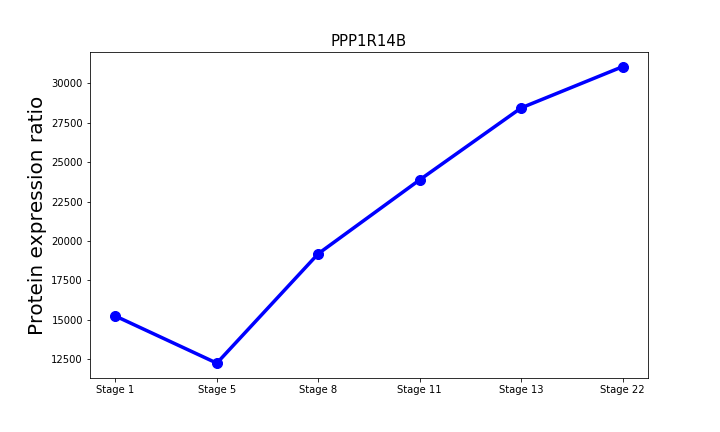 PPP1R14B
Protein expression ratio
30000
27500
25000
22500
20000
17500
15000
12500
Stage 1 Stage 5 Stage 8 Stage 11 Stage 13 Stage 22